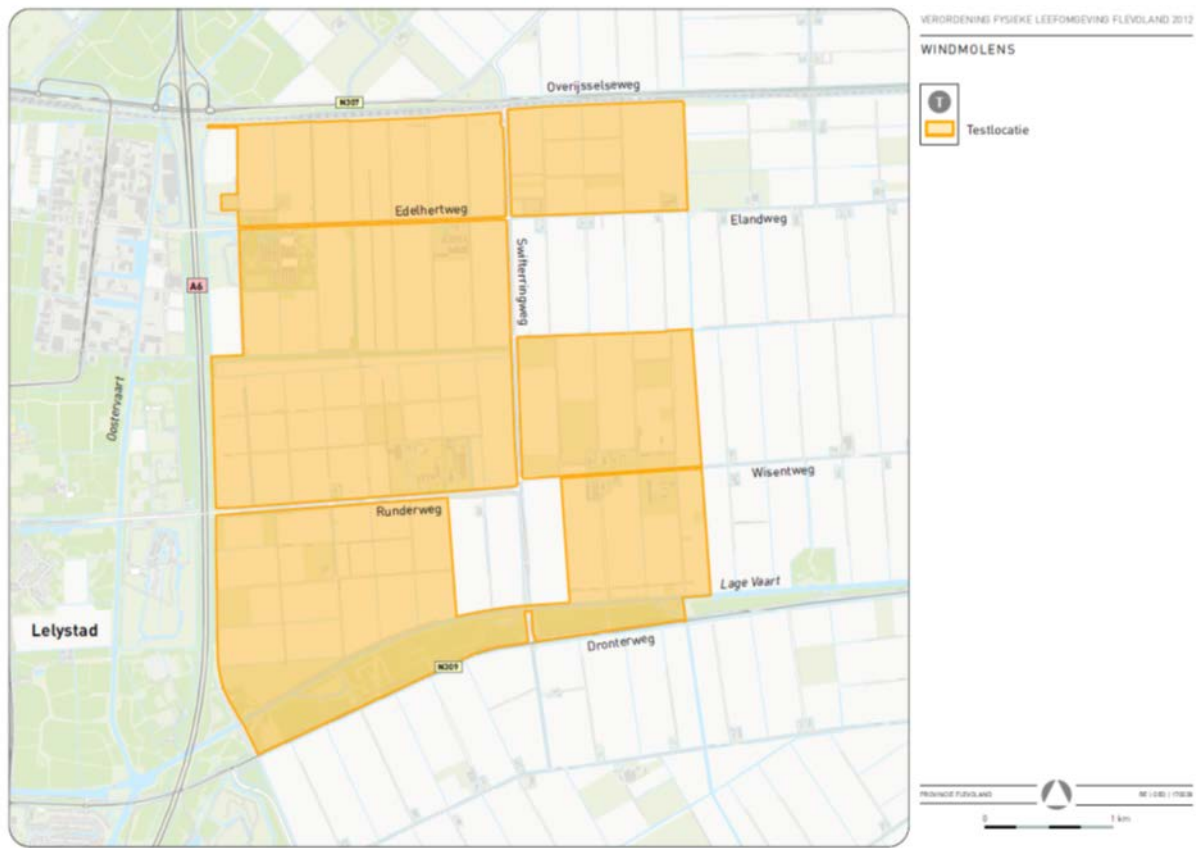 VERORDENING FYSIEKE LEEFOMGEVING FLEVOLAND 2012
WINDMOLENS
T
Testlocatie
Overijsselseweg
N307
Edelhertweg
Elandweg
Swifterringweg
A6
Oostervaart
Wisentweg
Runderweg
Lage Vaart
Lelystad
Dronterweg
N309
PROVINCIE FLEVOLAND
0 1 km